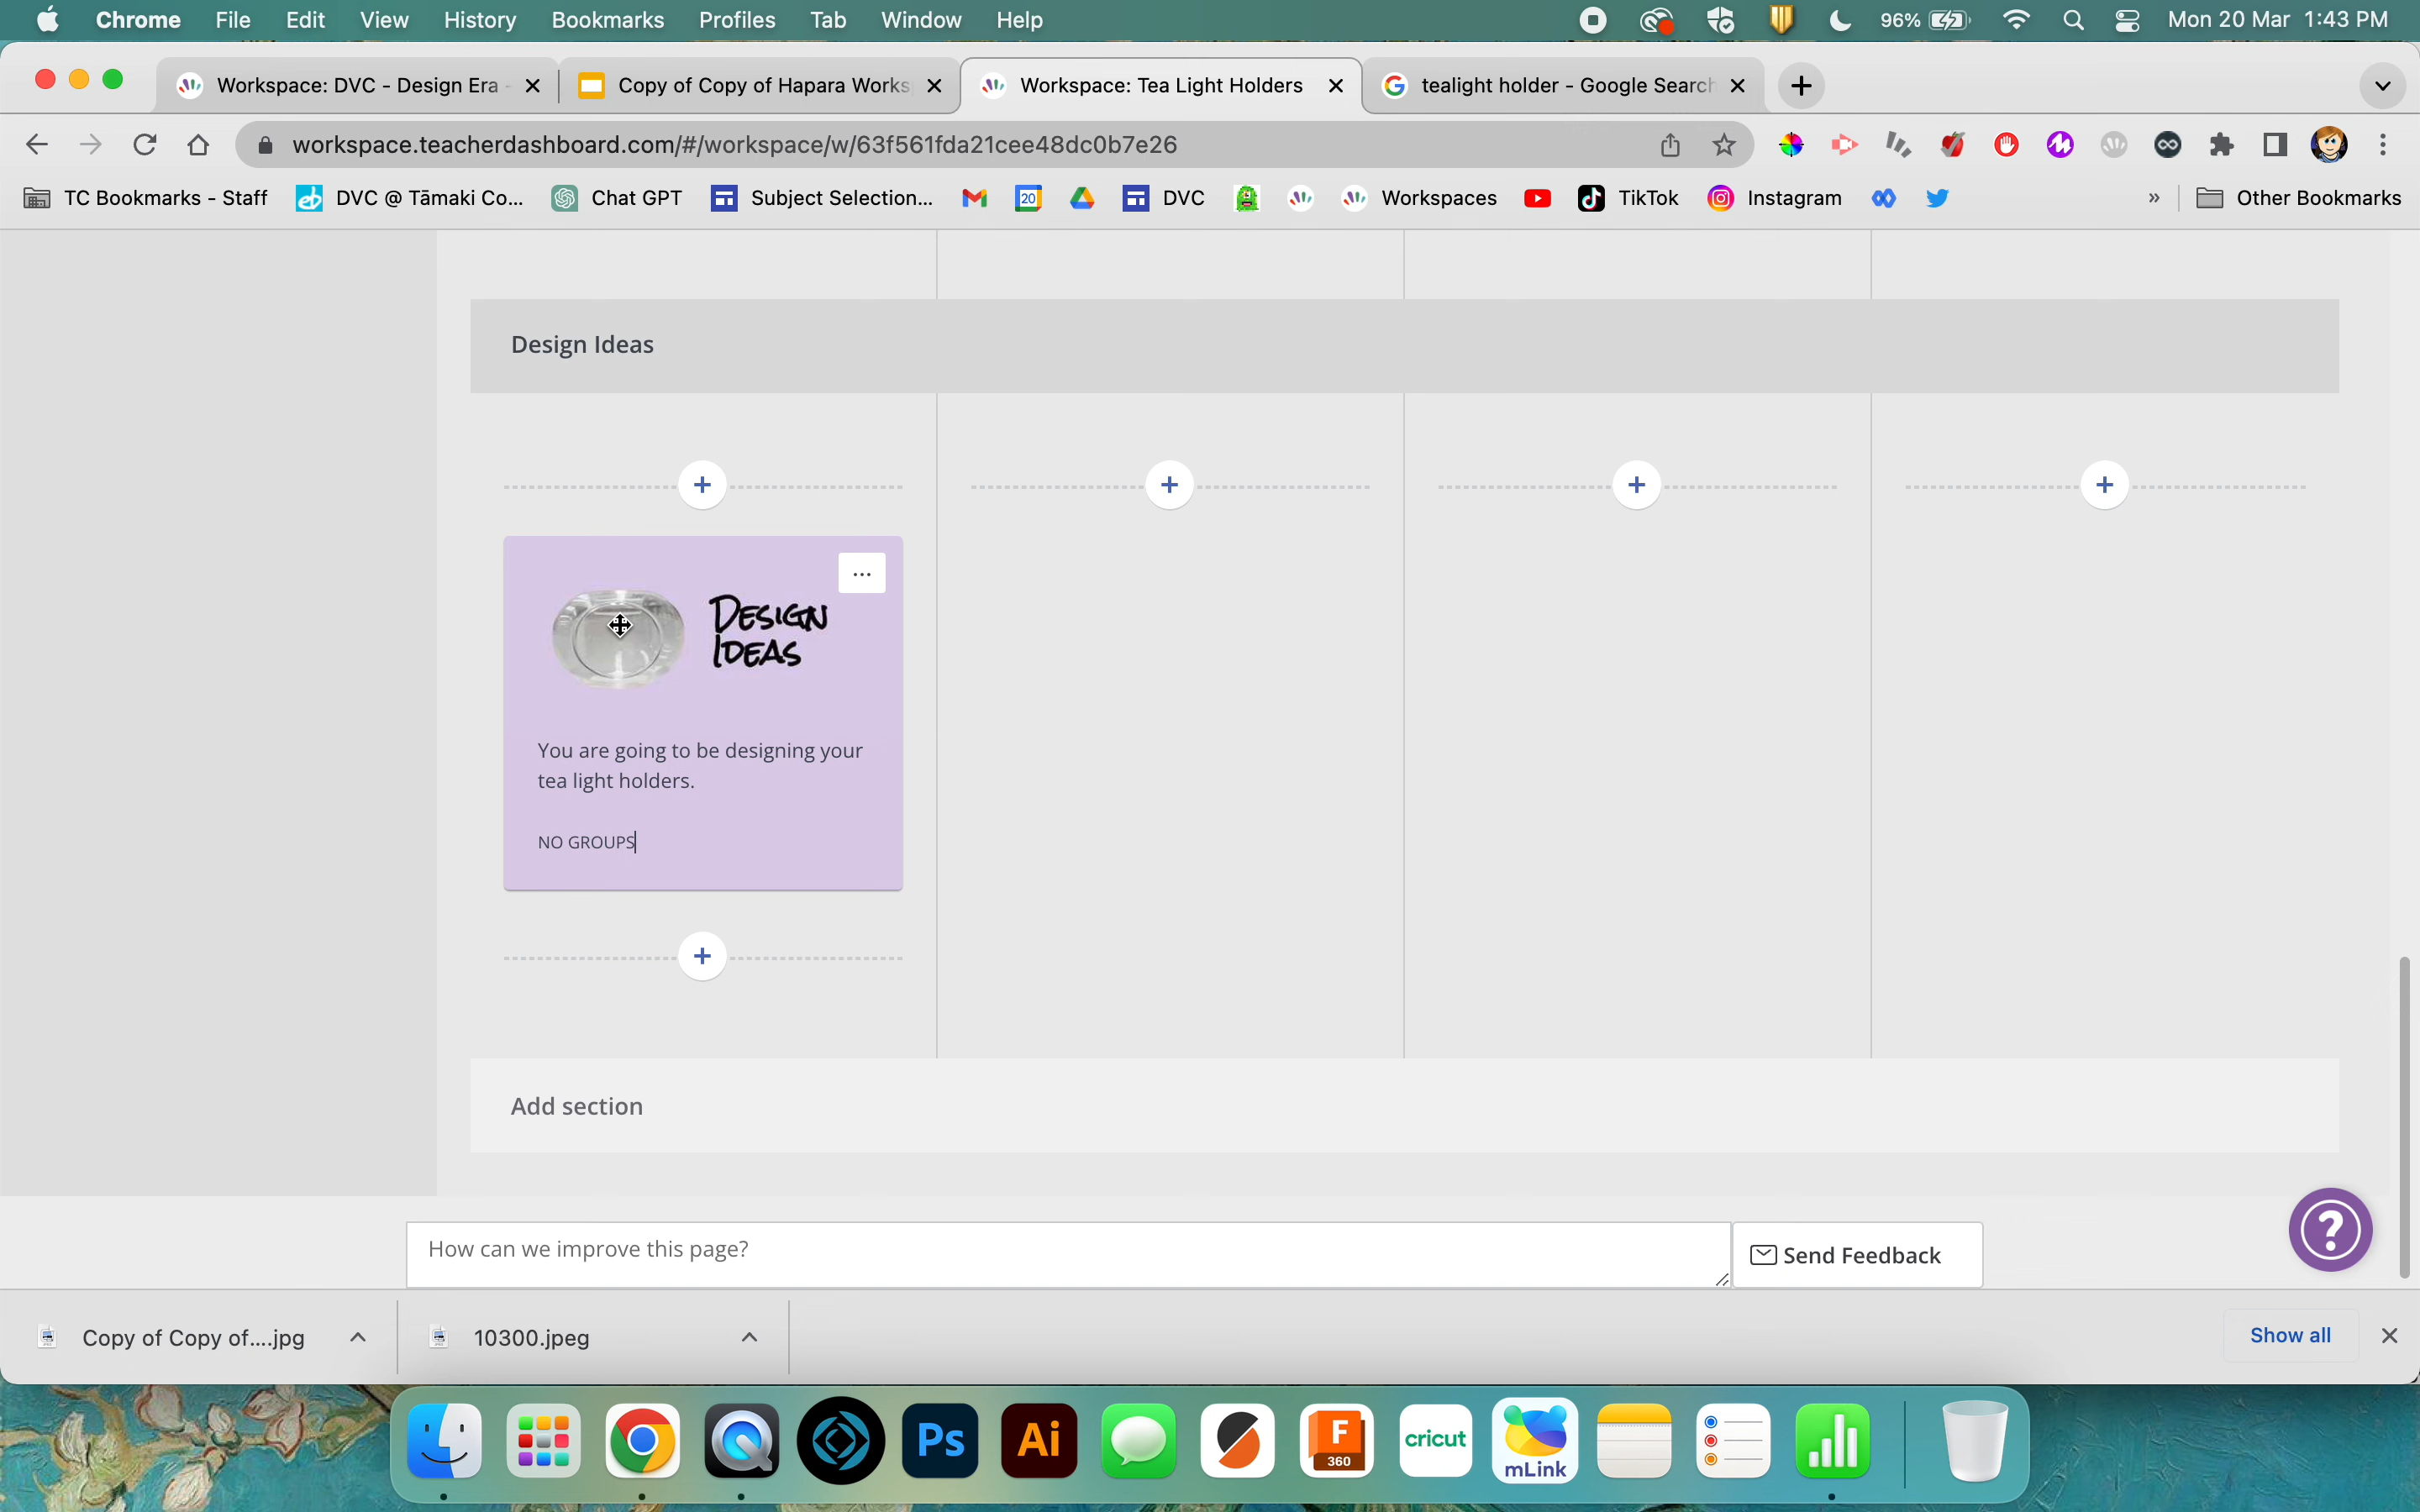 Chrome File Edit View History Bookmarks Profiles Tab Window Help 96% Mon 20 Mar 1:43 PM
Workspace: DVC - Design Era Copy of Copy of Hapara Works Workspace: Tea Light Holders tealight holder - Google Search
workspace.teacherdashboard.com/#/workspace/w/63f561fda21cee48dc0b7e26
TC Bookmarks - Staff DVC @ Tāmaki Co... Chat GPT Subject Selection... 20 DVC Workspaces TikTok Instagram » Other Bookmarks
Design Ideas
DESIGN
IDEAS
You are going to be designing your
tea light holders.
NO GROUPS
Add section
How can we improve this page?
Send Feedback
Copy of Copy of....jpg 10300.jpeg Show all
Ps Ai F 360 cricut mLink